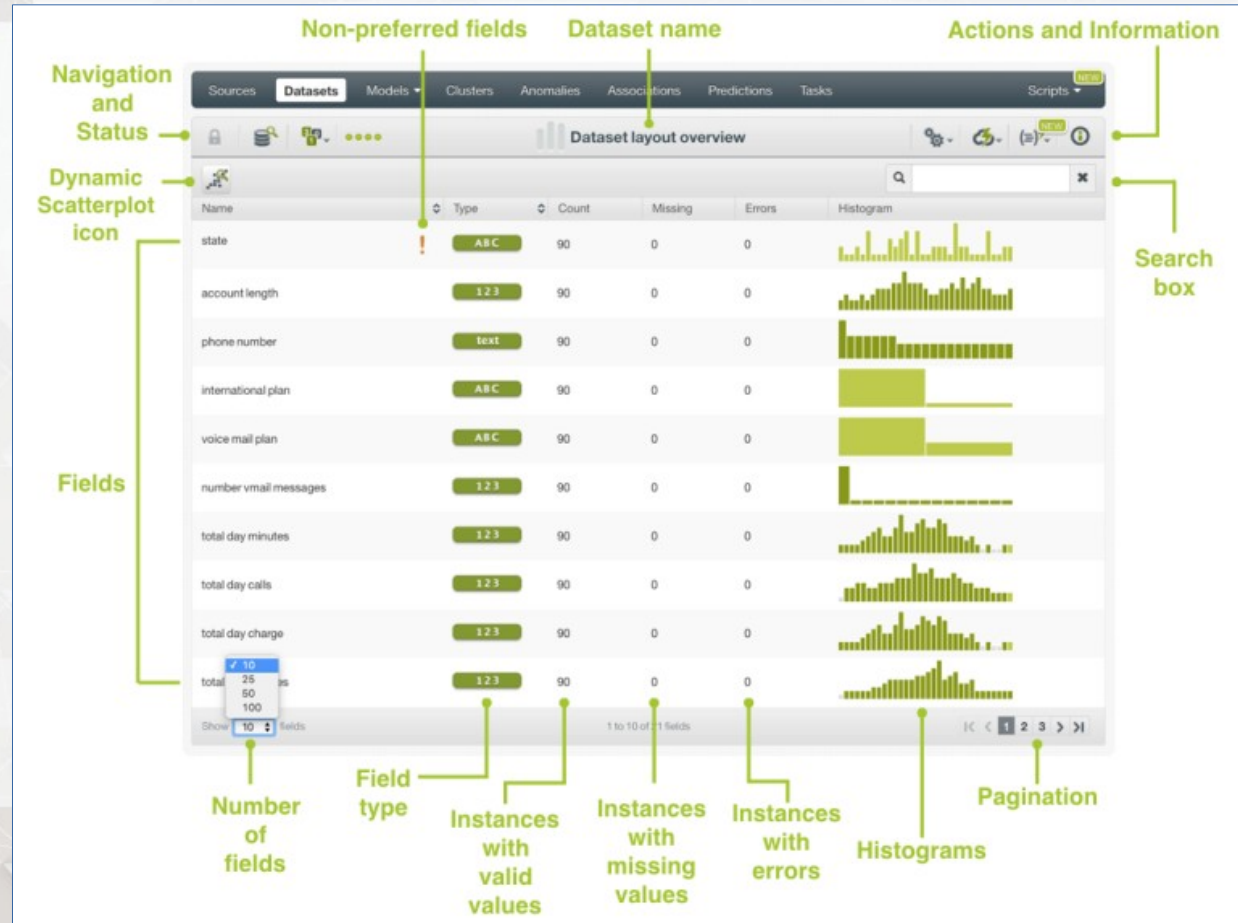 Non-preferred fields
Dataset name
Actions and Information
Navigation
and
Status
Sources Datasets Models Clusters Anomalies Associations Predictions Tasks Scripts
NEW
Dataset layout overview
NEW
Dynamic
Scatterplot
icon
Name Type Count Missing Errors Histogram
state ! ABC 90 0 0
Search
box
account length 123 90 0 0
phone number text 90 0 0
international plan ABC 90 0 0
voice mail plan ABC 90 0 0
Fields
number vmail messages 123 90 0 0
total day minutes 123 90 0 0
total day calls 123 90 0 0
total day charge 123 90 0 0
✓ 10
total 123 90 0 0
25
50
100
Show 10 fields 1 to 10 of 21 fields 1 2 3
Number
of
fields
Field
type
Instances
with
valid
values
Instances
with
missing
values
Instances
with
errors
Histograms
Pagination